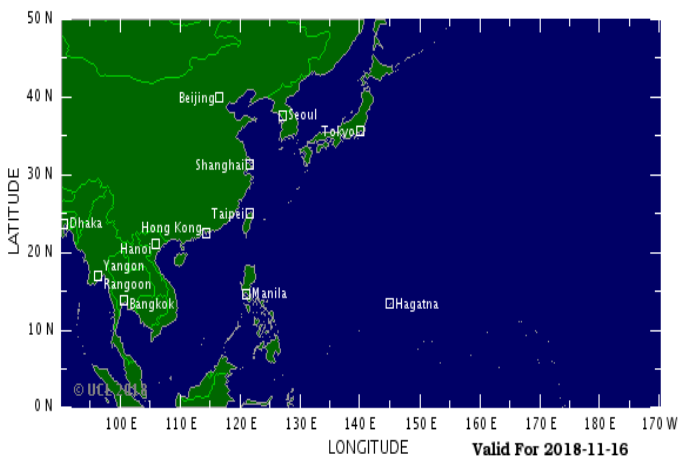 50 N
40 N
30 N
20 N
10 N
0 N
LATITUDE
Beijing
Seoul
Tokyo
Shanghai
Taipei
Dhaka
Hong Kong
Hanoi
Yangon
Rangoon
Bangkok
Manila
Hagatna
© UCL 2018
100 E 110 E 120 E 130 E 140 E 150 E 160 E 170 E 180 E 170 W
LONGITUDE
Valid For 2018-11-16